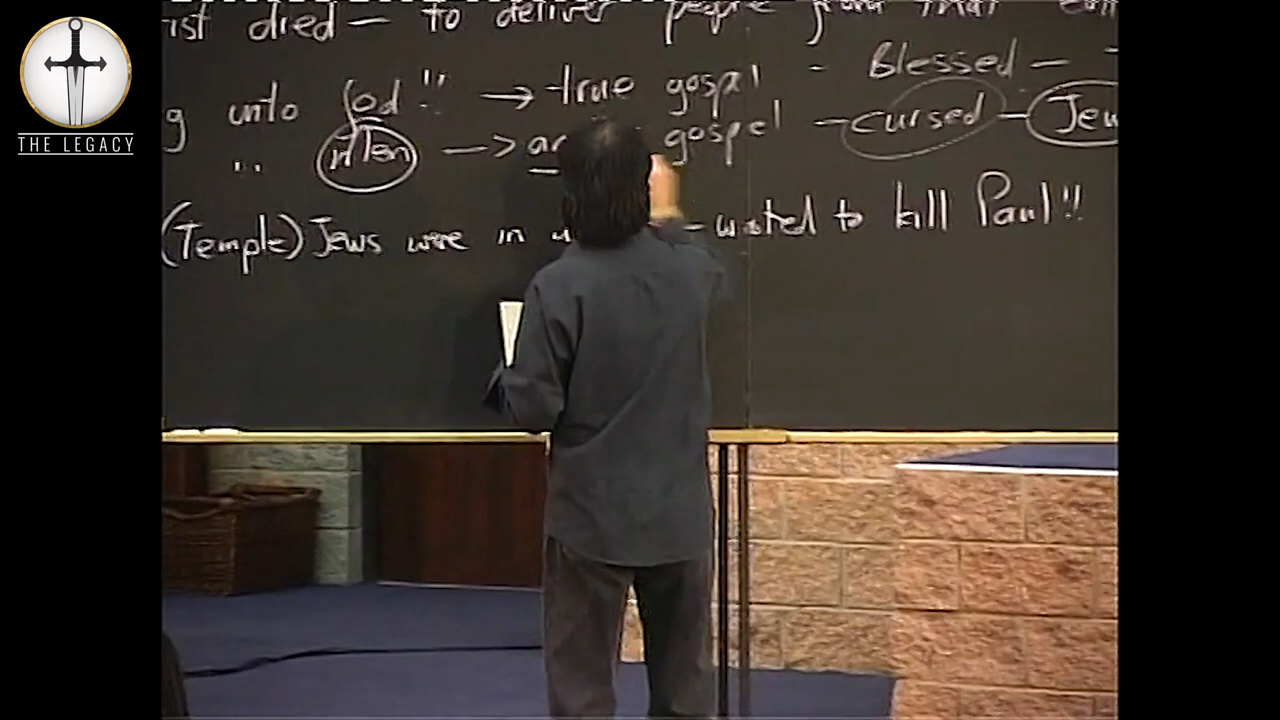 THE LEGACY
ist died — to deliver people from that
g unto God!! → true gospel - Blessed —
" men —> gospel - cursed - Jew
(Temple) Jews were in - wanted to kill Paul!!